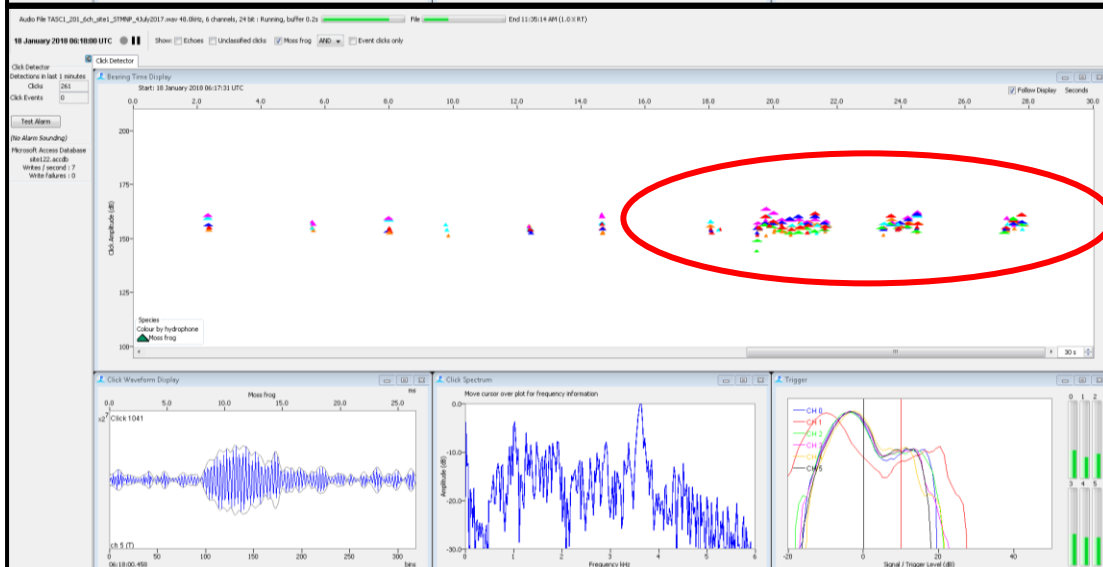 Audio File TASC1_201_6ch_site1_STMNP_4July2017.wav 48.0kHz, 6 channels, 24 bit : Running, buffer 0.2s File End 11:35:14 AM (1.0 X RT)
18 January 2018 06:18:00 UTC Show: Echoes Unclassified clicks Moss frog AND Event clicks only
Click Detector
Click Detector
Detections in last 1 minutes
Clicks 261
Click Events 0
Test Alarm
(No Alarm Sounding)
Microsoft Access Database
site122.accdb
Writes / second : 7
Write failures : 0
Bearing Time Display
Start: 18 January 2018 06:17:31 UTC
Follow Display Seconds
0.0 2.0 4.0 6.0 8.0 10.0 12.0 14.0 16.0 18.0 20.0 22.0 24.0 26.0 28.0 30.0
200
175
150
125
100
Click Amplitude (dB)
Species
Colour by hydrophone
Moss frog
30 s
Click Waveform Display
Moss frog
ms
0.0 5.0 10.0 15.0 20.0 25.0
x2^7 Click 1041
ch 5 (T)
0 50 100 150 200 250 300
06:18:00.458 bins
Click Spectrum
Move cursor over plot for frequency information
0.0
-10.0
-20.0
-30.0
Amplitude (dB)
0 1 2 3 4 5 6
Frequency kHz
Trigger
CH 0
CH 1
CH 2
CH 3
CH
CH 5
-20 0 20 40
Signal / Trigger Level (dB)
0 1 2
3 4 5